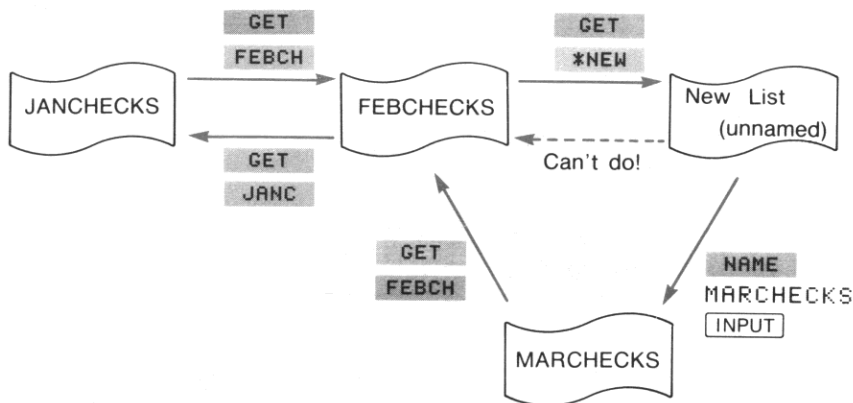 GET
FEBCH
GET
*NEW
JANCHECKS
FEBCHECKS
New List
(unnamed)
Can't do!
GET
JANC
GET
FEBCH
NAME
MARCHECKS
INPUT
MARCHECKS